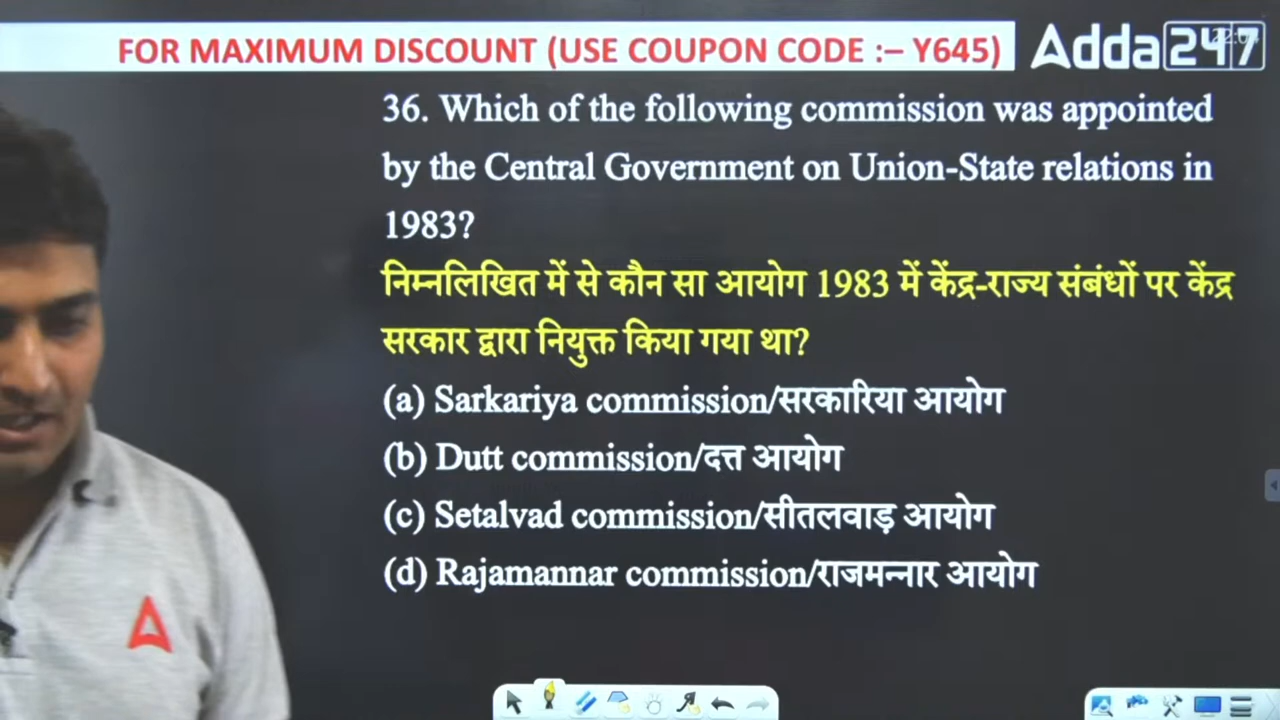 FOR MAXIMUM DISCOUNT (USE COUPON CODE :– Y645)
Adda247
36. Which of the following commission was appointed
by the Central Government on Union-State relations in
1983?
निम्नलिखित में से कौन सा आयोग 1983 में केंद्र-राज्य संबंधों पर केंद्र
सरकार द्वारा नियुक्त किया गया था?
(a) Sarkariya commission/सरकारिया आयोग
(b) Dutt commission/दत्त आयोग
(c) Setalvad commission/सीतलवाड़ आयोग
(d) Rajamannar commission/राजमन्नार आयोग